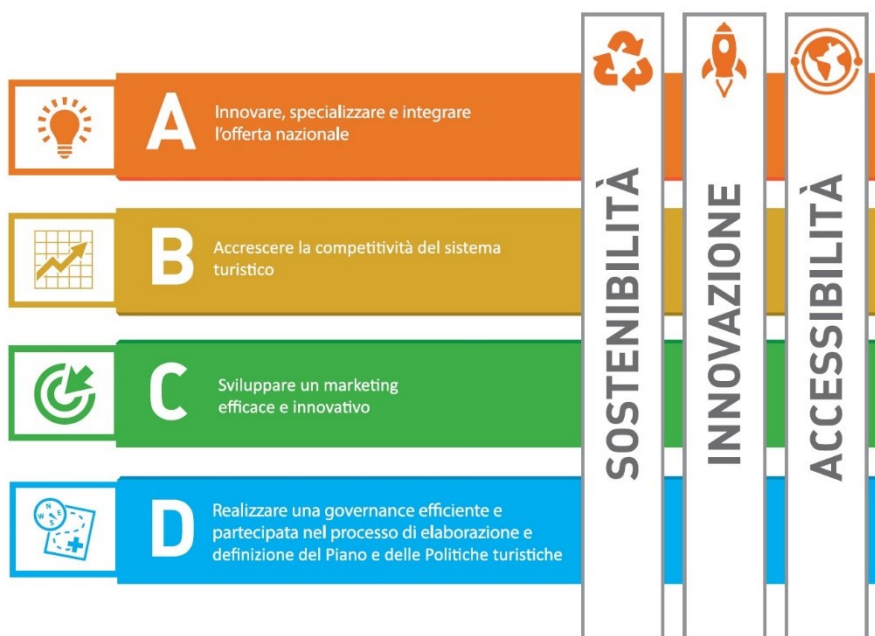 A
Innovare, specializzare e integrare
l'offerta nazionale
B
Accrescere la competitività del sistema
turistico
C
Sviluppare un marketing
efficace e innovativo
D
Realizzare una governance efficiente e
partecipata nel processo di elaborazione e
definizione del Piano e delle Politiche turistiche
SOSTENIBILITÀ
INNOVAZIONE
ACCESSIBILITÀ
N
W
E
S